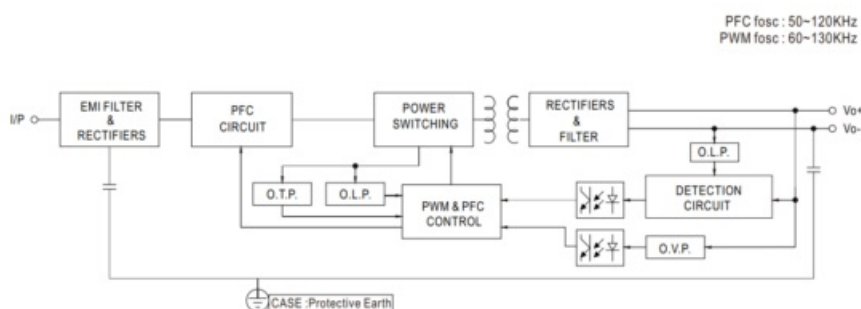 PFC fosc : 50~120KHz
PWM fosc : 60~130KHz
I/P
EMI FILTER
&
RECTIFIERS
PFC
CIRCUIT
POWER
SWITCHING
RECTIFIERS
&
FILTER
Vo+
Vo-
O.L.P.
O.T.P.
O.L.P.
PWM & PFC
CONTROL
DETECTION
CIRCUIT
O.V.P.
CASE :Protective Earth